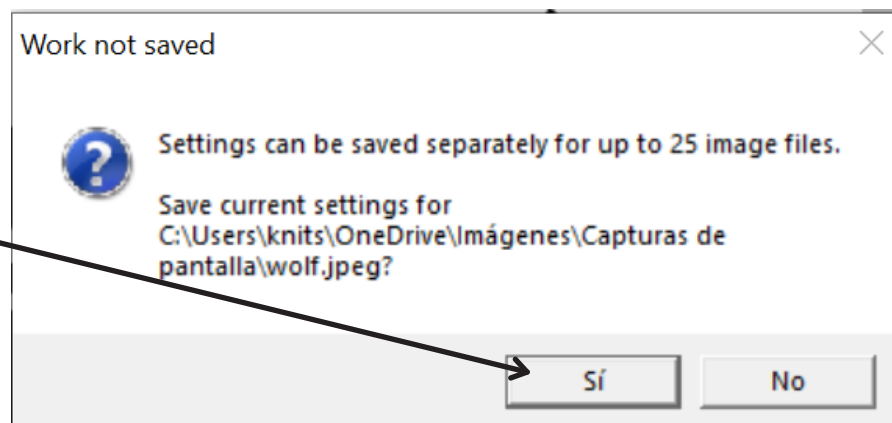 Work not saved
Settings can be saved separately for up to 25 image files.
Save current settings for
C:\Users\knits\OneDrive\Imágenes\Capturas de
pantalla\wolf.jpeg?
Sí
No